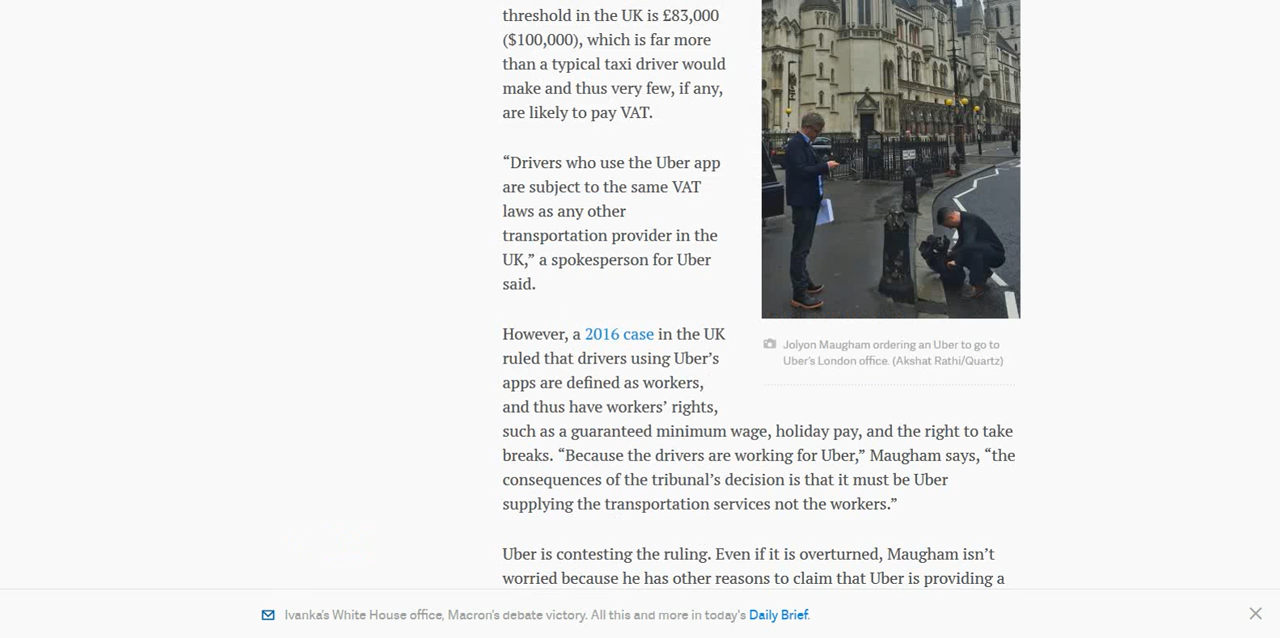 threshold in the UK is £83,000
($100,000), which is far more
than a typical taxi driver would
make and thus very few, if any,
are likely to pay VAT.
“Drivers who use the Uber app
are subject to the same VAT
laws as any other
transportation provider in the
UK,” a spokesperson for Uber
said.
However, a 2016 case in the UK
ruled that drivers using Uber’s
apps are defined as workers,
and thus have workers’ rights,
such as a guaranteed minimum wage, holiday pay, and the right to take
breaks. “Because the drivers are working for Uber,” Maugham says, “the
consequences of the tribunal’s decision is that it must be Uber
supplying the transportation services not the workers.”
Uber is contesting the ruling. Even if it is overturned, Maugham isn’t
worried because he has other reasons to claim that Uber is providing a
Jolyon Maugham ordering an Uber to go to
Uber’s London office. (Akshat Rathi/Quartz)
Ivanka’s White House office, Macron’s debate victory. All this and more in today’s Daily Brief.